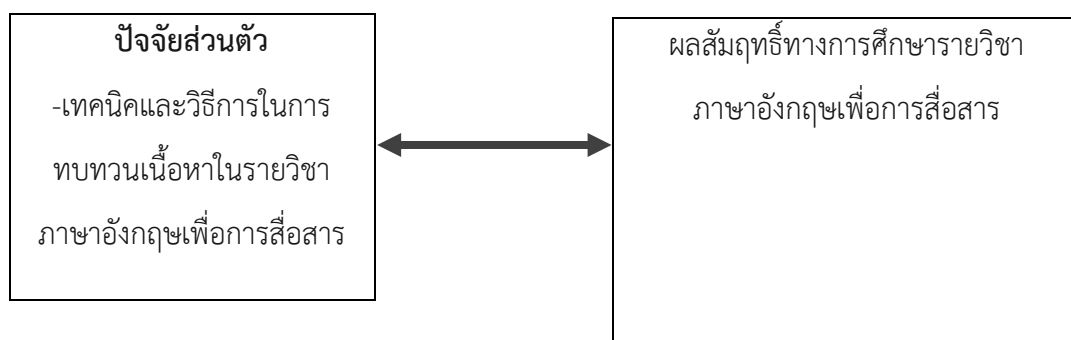 ปัจจัยส่วนตัว
-เทคนิคและวิธีการในการ
ทบทวนเนื้อหาในรายวิชา
ภาษาอังกฤษเพื่อการสื่อสาร
ผลสัมฤทธิ์ทางการศึกษารายวิชา
ภาษาอังกฤษเพื่อการสื่อสาร